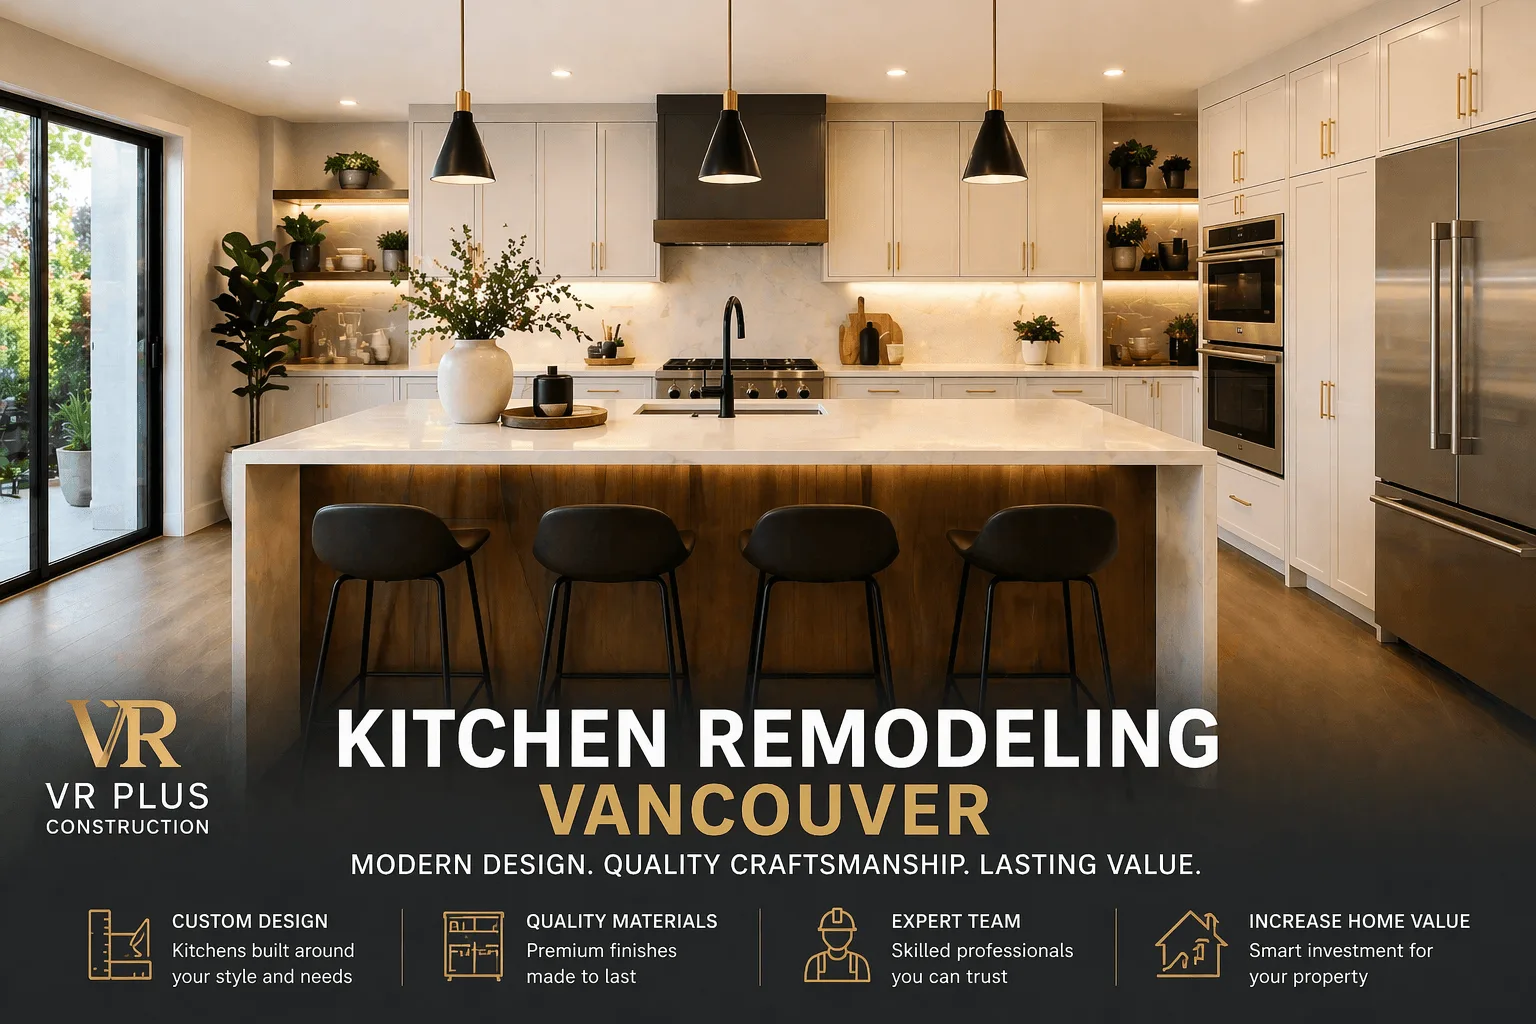 VR
VR PLUS
CONSTRUCTION
KITCHEN REMODELING
VANCOUVER
MODERN DESIGN. QUALITY CRAFTSMANSHIP. LASTING VALUE.
CUSTOM DESIGN
Kitchens built around
your style and needs
QUALITY MATERIALS
Premium finishes
made to last
EXPERT TEAM
Skilled professionals
you can trust
INCREASE HOME VALUE
Smart investment for
your property